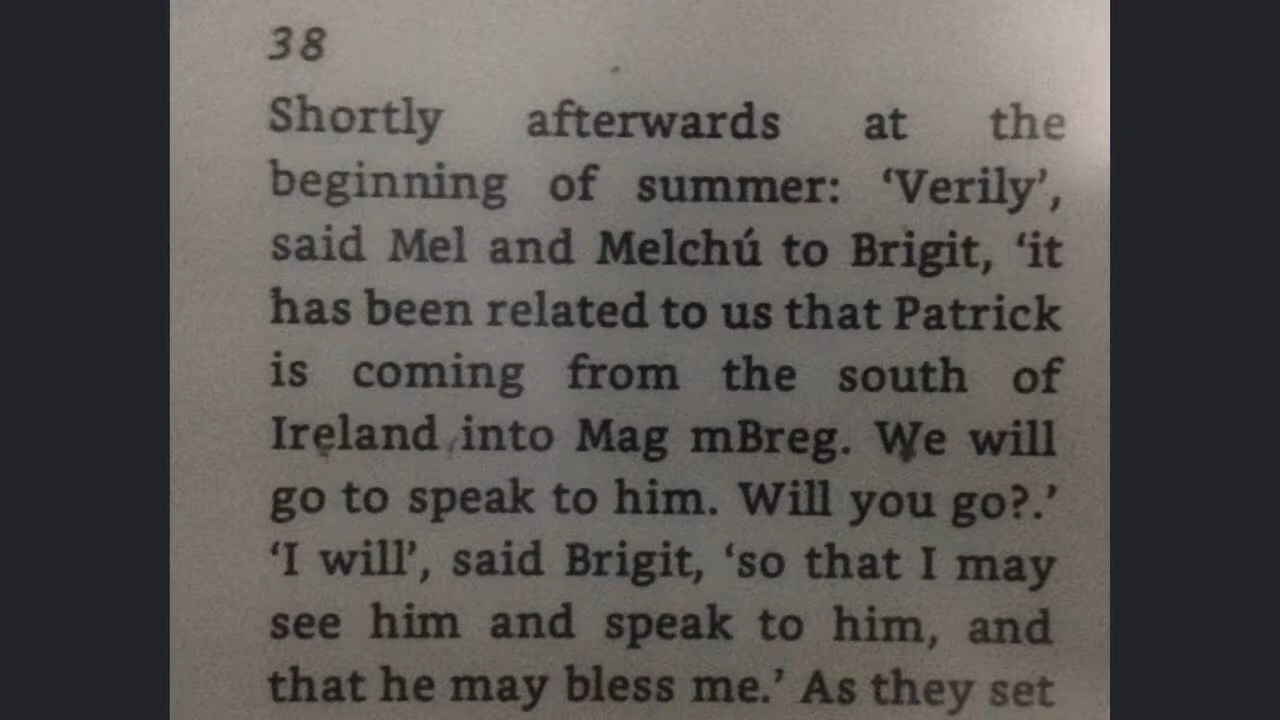 38
Shortly afterwards at the
beginning of summer: ‘Verily’,
said Mel and Melchú to Brigit, ‘it
has been related to us that Patrick
is coming from the south of
Ireland into Mag mBreg. We will
go to speak to him. Will you go?.’
‘I will’, said Brigit, ‘so that I may
see him and speak to him, and
that he may bless me.’ As they set